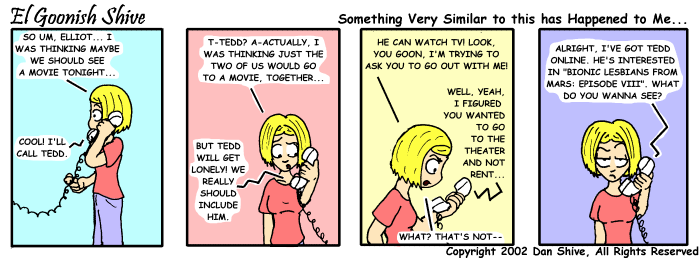 El Goonish Shive
Something Very Similar to this has Happened to Me...
SO UM, ELLIOT... I
WAS THINKING MAYBE
WE SHOULD SEE
A MOVIE TONIGHT...
COOL! I'LL
CALL TEDD.
T-TEDD? A-ACTUALLY, I
WAS THINKING JUST THE
TWO OF US WOULD GO
TO A MOVIE, TOGETHER...
BUT TEDD
WILL GET
LONELY! WE
REALLY
SHOULD
INCLUDE
HIM.
HE CAN WATCH TV! LOOK,
YOU GOON, I'M TRYING TO
ASK YOU TO GO OUT WITH ME!
WELL, YEAH,
I FIGURED
YOU WANTED
TO GO
TO THE
THEATER
AND NOT
RENT...
WHAT? THAT'S NOT--
ALRIGHT, I'VE GOT TEDD
ONLINE. HE'S INTERESTED
IN "BIONIC LESBIANS FROM
MARS: EPISODE VIII". WHAT
DO YOU WANNA SEE?
Copyright 2002 Dan Shive, All Rights Reserved